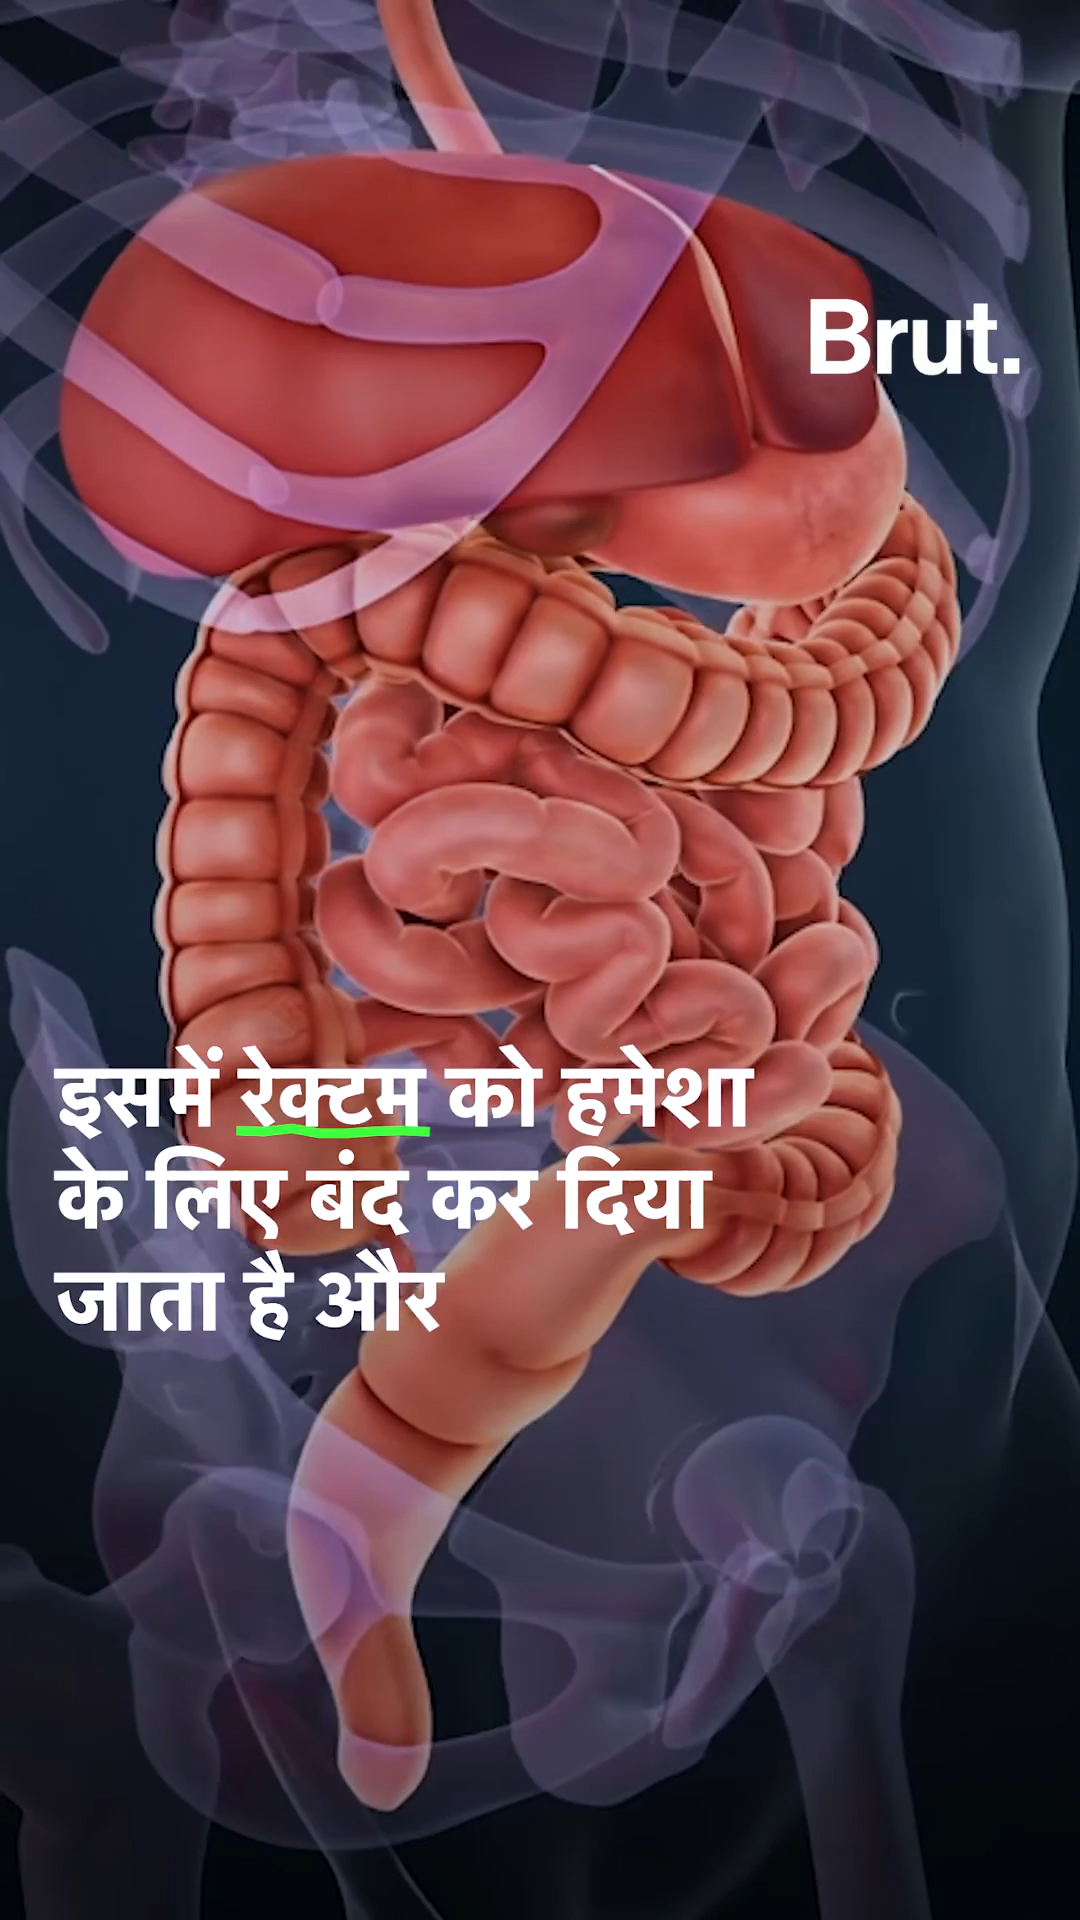 Brut.
इसमें रेक्टम को हमेशा
के लिए बंद कर दिया
जाता है और